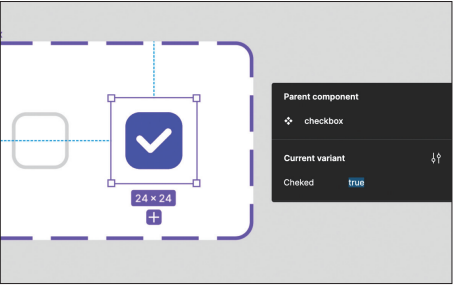 Parent component
checkbox
Current variant
Cheked true
24 × 24